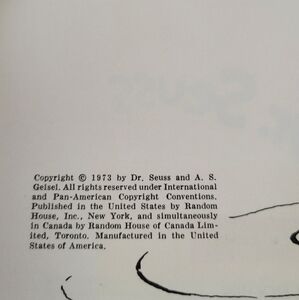 Copyright © 1973 by Dr. Seuss and A. S.
Geisel. All rights reserved under International
and Pan-American Copyright Conventions.
Published in the United States by Random
House, Inc., New York, and simultaneously
in Canada by Random House of Canada Lim-
ited, Toronto. Manufactured in the United
States of America.